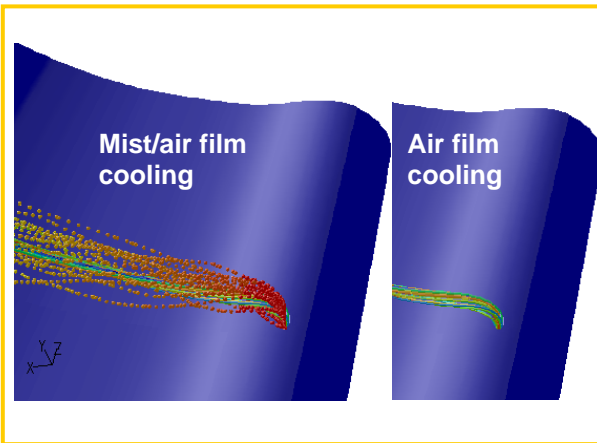 Mist/air film
cooling
Air film
cooling
Y
Z
X